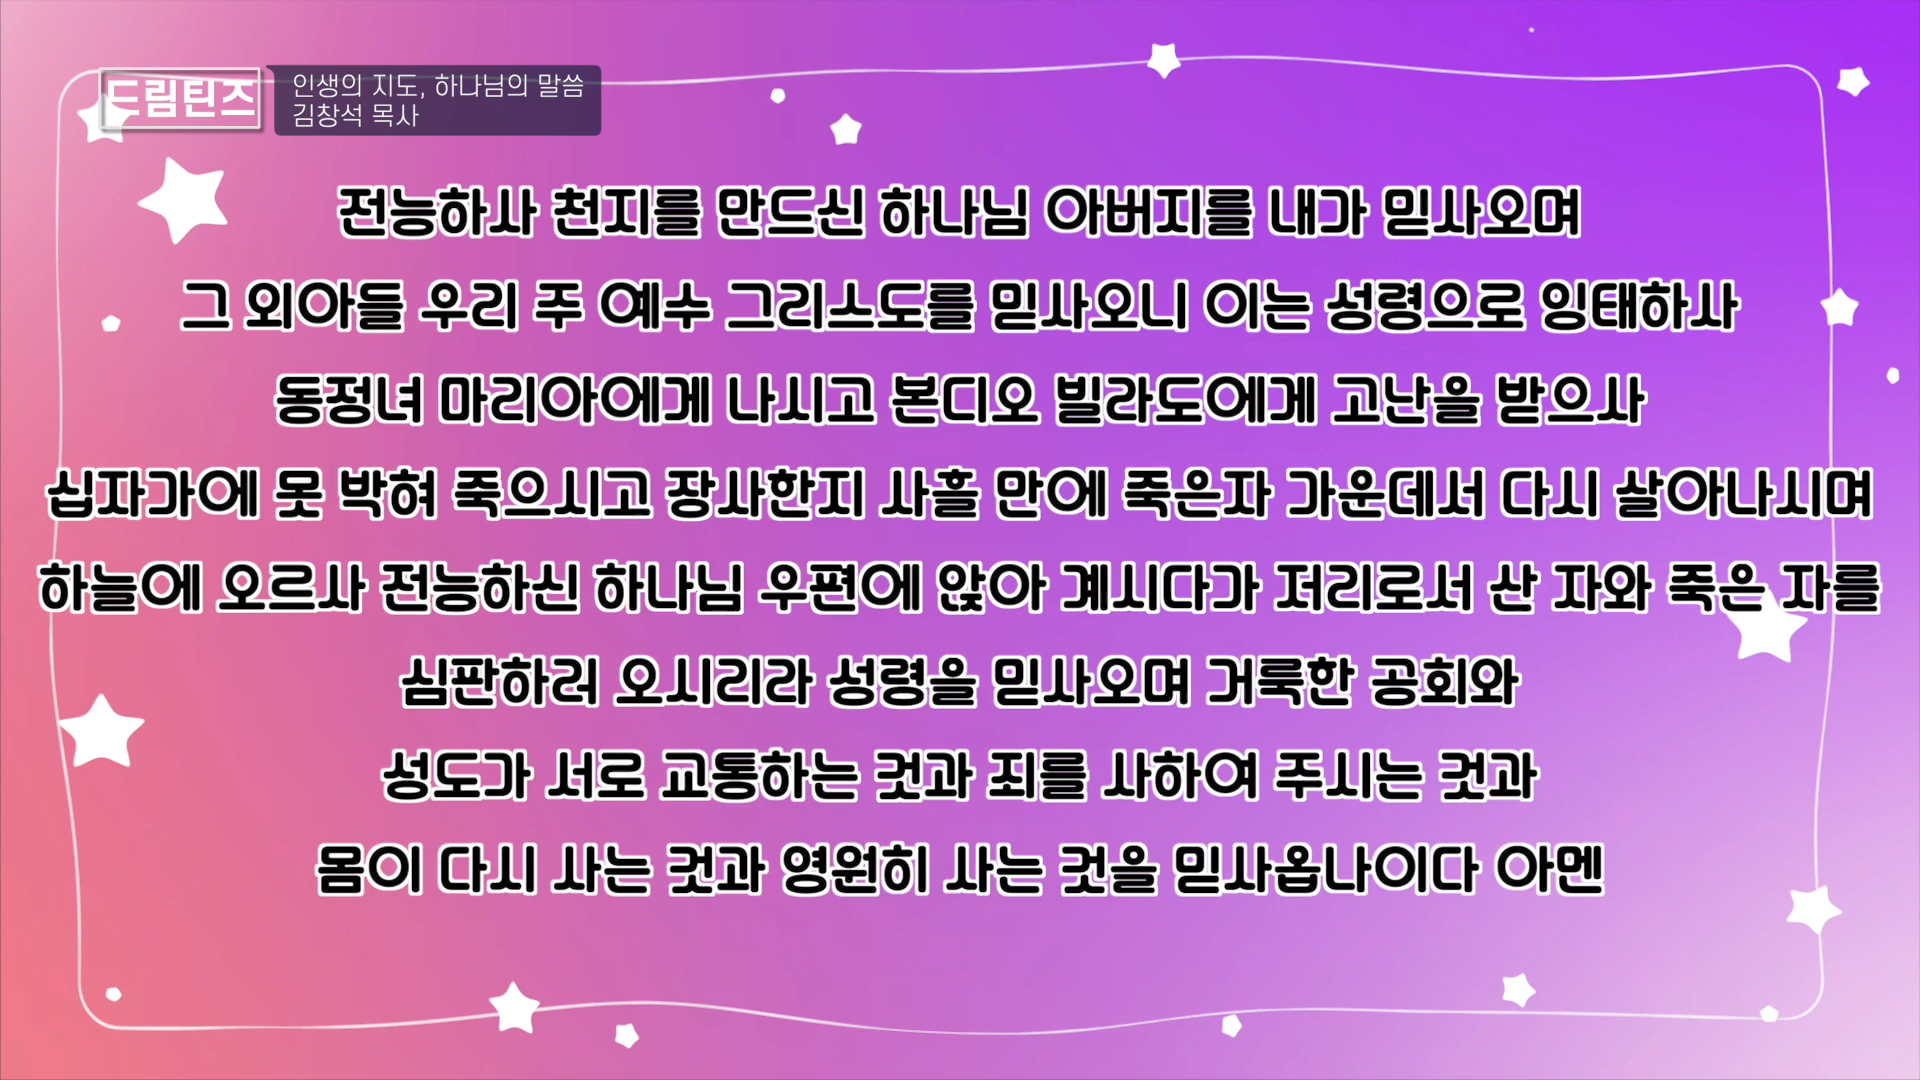 드림틴즈
인생의 지도, 하나님의 말씀
김창석 목사
전능하사 천지를 만드신 하나님 아버지를 내가 믿사오며
그 외아들 우리 주 예수 그리스도를 믿사오니 이는 성령으로 잉태하사
동정녀 마리아에게 나시고 본디오 빌라도에게 고난을 받으사
십자가에 못 박혀 죽으시고 장사한지 사흘 만에 죽은자 가운데서 다시 살아나시며
하늘에 오르사 전능하신 하나님 우편에 앉아 계시다가 저리로서 산 자와 죽은 자를
심판하러 오시리라 성령을 믿사오며 거룩한 공회와
성도가 서로 교통하는 것과 죄를 사하여 주시는 것과
몸이 다시 사는 것과 영원히 사는 것을 믿사옵나이다 아멘